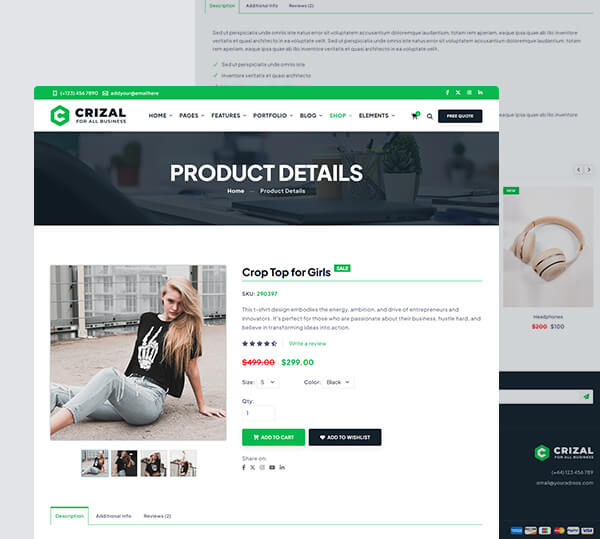 Description Additional Info Reviews (2)
Sed ut perspiciatis unde omnis iste natus error sit voluptatem accusantium doloremque laudantium, totam rem aperiam, eaque ipsa quae ab illo inventore
veritatis et quasi architecto in ea voluptate velit. Sed ut perspiciatis unde omnis iste natus error sit voluptatem accusantium doloremque laudantium, totam
rem aperiam, eaque ipsa quae ab illo inventore veritatis et quasi architecto in ea voluptate velit.
Sed ut perspiciatis unde omnis iste
Inventore veritatis et quasi architecto
(+123) 456 7890 addyour@emailhere
CRIZAL
FOR ALL BUSINESS
HOME PAGES FEATURES PORTFOLIO BLOG SHOP ELEMENTS FREE QUOTE
eaque ipsa quae ab illo inventore
PRODUCT DETAILS
Home — Product Details
NEW
Headphones
$200 $100
Crop Top for Girls SALE
SKU: 290397
This t-shirt design embodies the energy, ambition, and drive of entrepreneurs and
innovators. It's perfect for those who are passionate about their business, hustle hard, and
believe in transforming ideas into action.
Write a review
$499.00 $299.00
Size: S Color: Black
Qty:
1
ADD TO CART ADD TO WISHLIST
Share on:
CRIZAL
FOR ALL BUSINESS
(+44) 123 456 789
email@youradress.com
Description Additional Info Reviews (2)